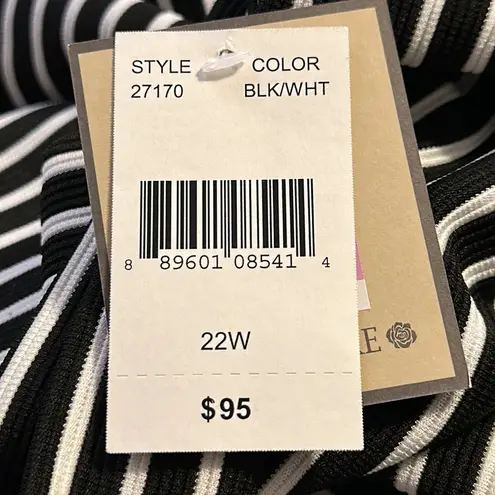 STYLE COLOR
27170 BLK/WHT
8 89601 08541 4
22W
$95